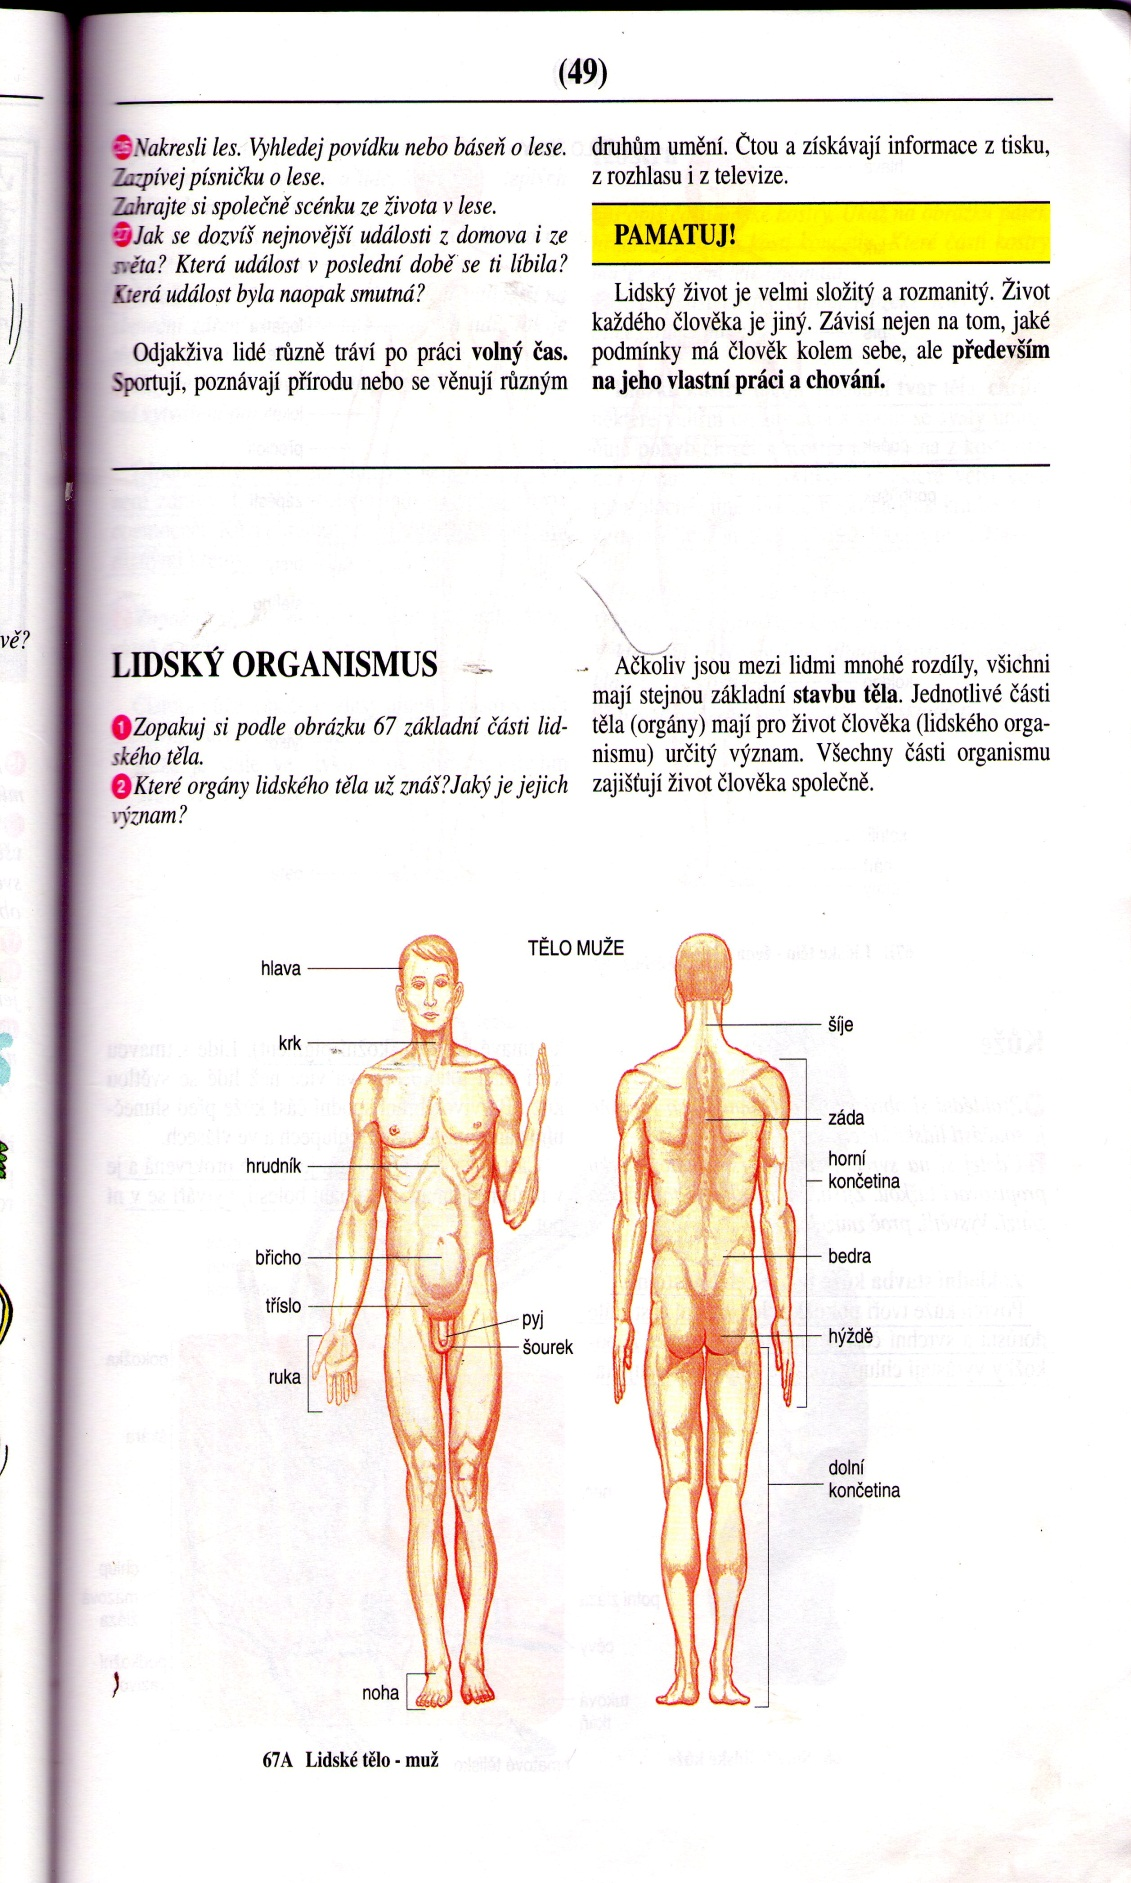 (49)
26 Nakresli les. Vyhledej povídku nebo báseň o lese.
Zazpívej písničku o lese.
Zahrajte si společně scénku ze života v lese.
27 Jak se dozvíš nejnovější události z domova i ze
světa? Která událost v poslední době se ti líbila?
Která událost byla naopak smutná?
Odjakživa lidé různě tráví po práci volný čas.
Sportují, poznávají přírodu nebo se věnují různým
druhům umění. Čtou a získávají informace z tisku,
z rozhlasu i z televize.
PAMATUJ!
Lidský život je velmi složitý a rozmanitý. Život
každého člověka je jiný. Závisí nejen na tom, jaké
podmínky má člověk kolem sebe, ale především
na jeho vlastní práci a chování.
vě?
LIDSKÝ ORGANISMUS
1 Zopakuj si podle obrázku 67 základní části lid-
ského těla.
2 Které orgány lidského těla už znáš?Jaký je jejich
význam?
Ačkoliv jsou mezi lidmi mnohé rozdíly, všichni
mají stejnou základní stavbu těla. Jednotlivé části
těla (orgány) mají pro život člověka (lidského orga-
nismu) určitý význam. Všechny části organismu
zajišťují život člověka společně.
TĚLO MUŽE
hlava
krk
hrudník
břicho
tříslo
pyj
šourek
ruka
noha
šíje
záda
horní
končetina
bedra
hýždě
dolní
končetina
67A Lidské tělo - muž